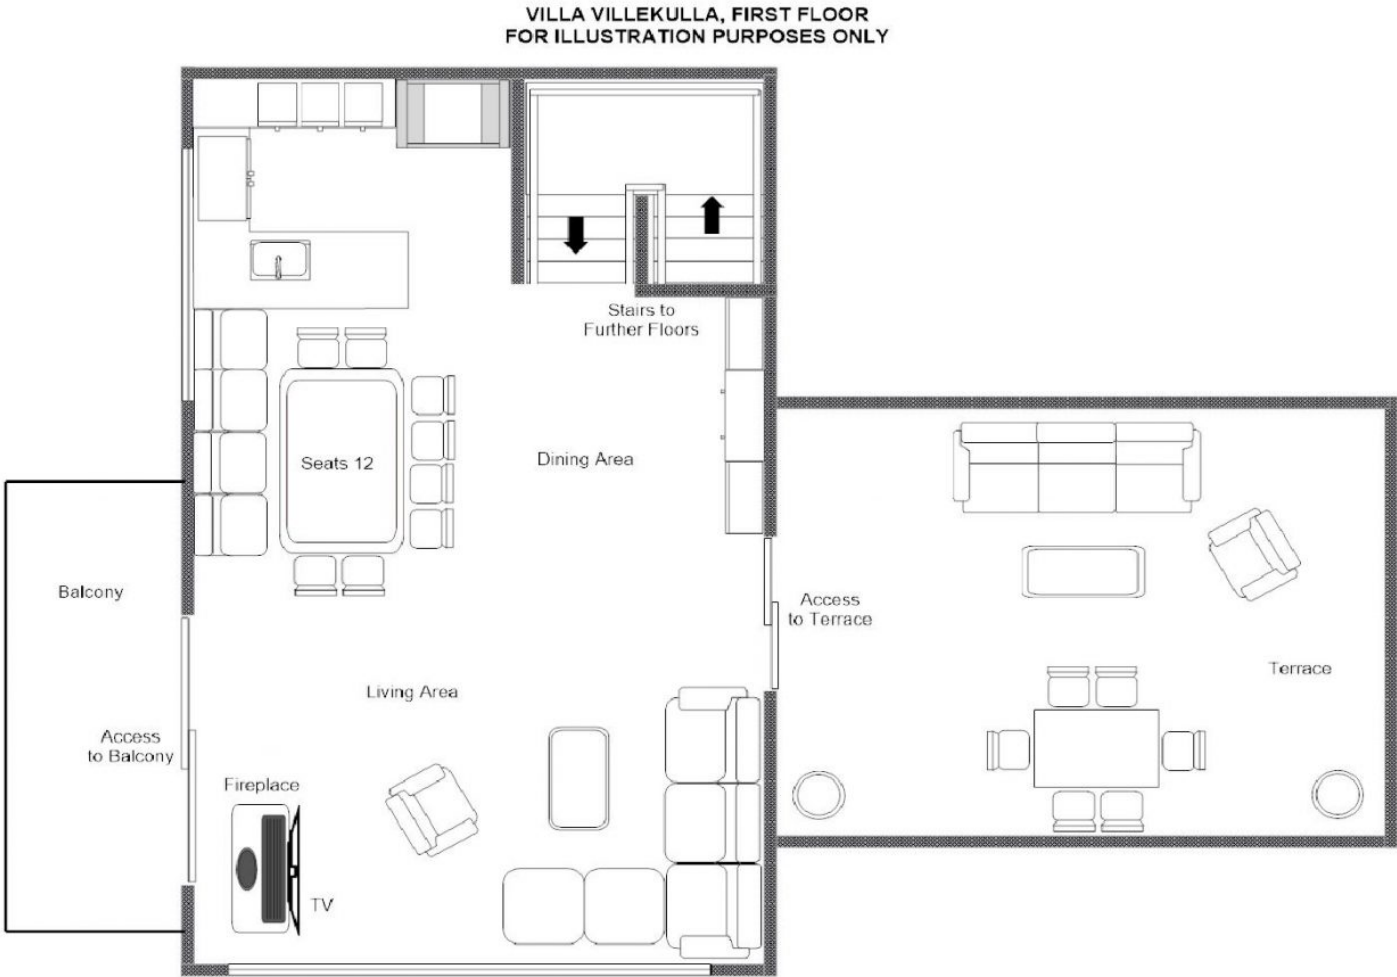 VILLA VILLEKULLA, FIRST FLOOR
FOR ILLUSTRATION PURPOSES ONLY
Stairs to
Further Floors
Dining Area
Seats 12
Balcony
Access
to Terrace
Terrace
Living Area
Access
to Balcony
Fireplace
TV